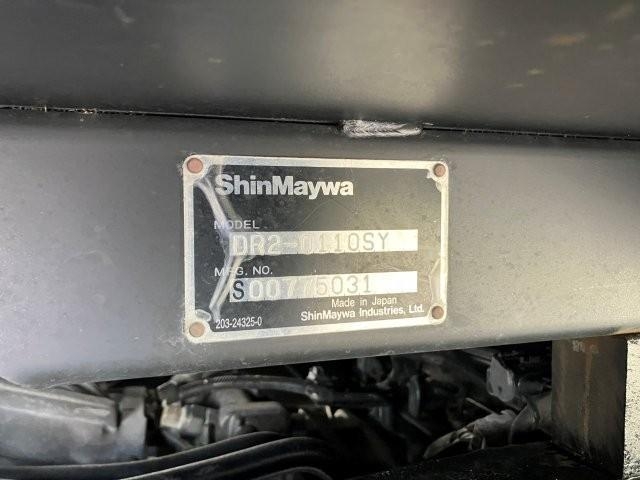 ShinMaywa
MODEL
DR2-0110SY
MFG. NO.
S00775031
Made in Japan
203-24325-0
ShinMaywa Industries, Ltd.